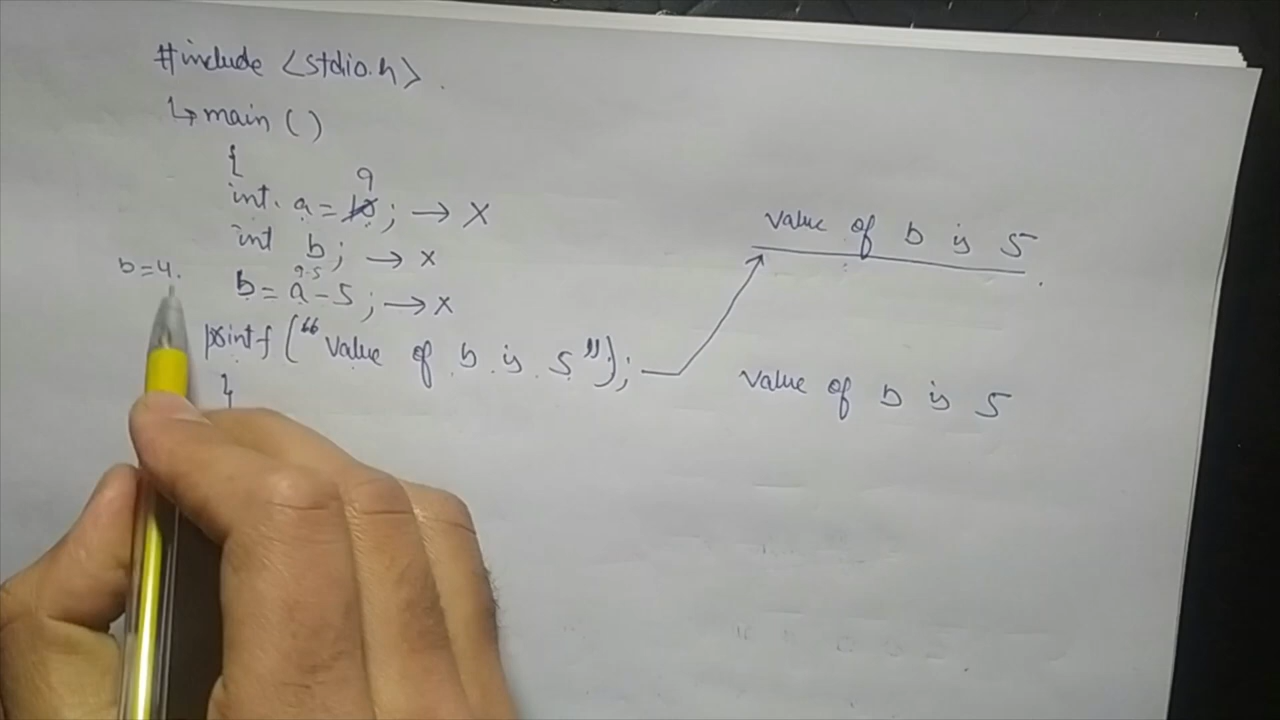 #include <stdio.h>.
↳ main ( )
{
9
int. a = 10; → X
int b; → x
9-5
b = a - 5; → x
b=4.
printf ("Value of b is 5");
}
Value of b is 5.
Value of b is 5